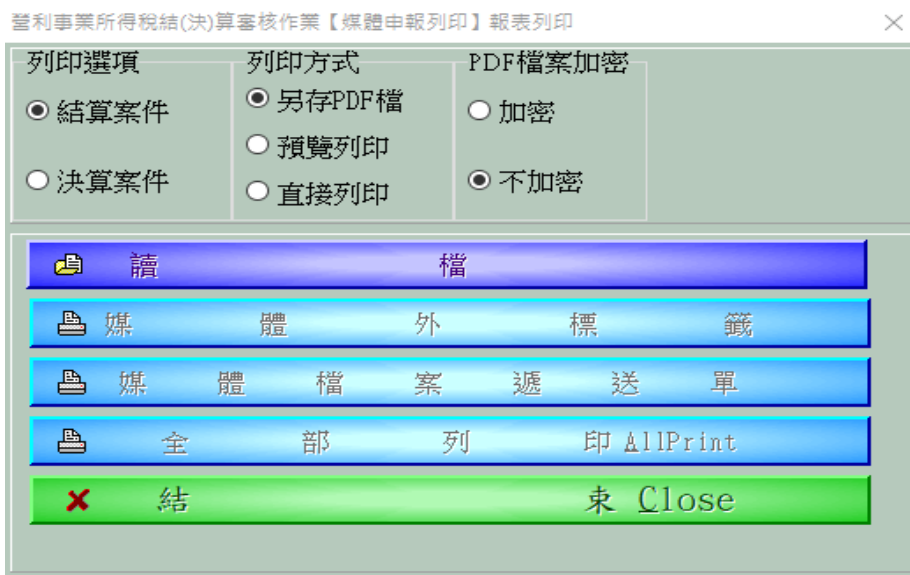 營利事業所得稅結(決)算審核作業【媒體申報列印】報表列印
列印選項
結算案件
決算案件
列印方式
另存PDF檔
預覽列印
直接列印
PDF檔案加密
加密
不加密
讀檔
媒體外標籤
媒體檔案遞送單
全部列印 AllPrint
結束 Close